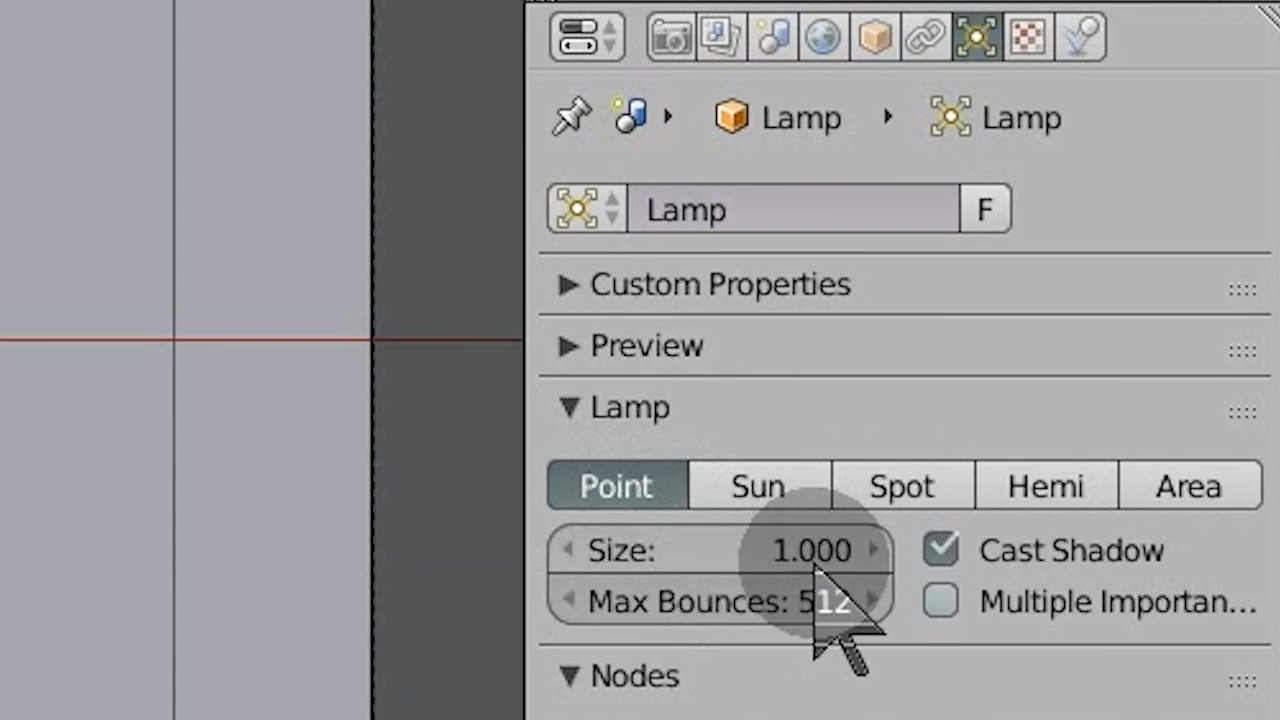 Lamp Lamp
Lamp F
Custom Properties
Preview
Lamp
Point Sun Spot Hemi Area
Size: 1.000 Cast Shadow
Max Bounces: 512 Multiple Importan...
Nodes